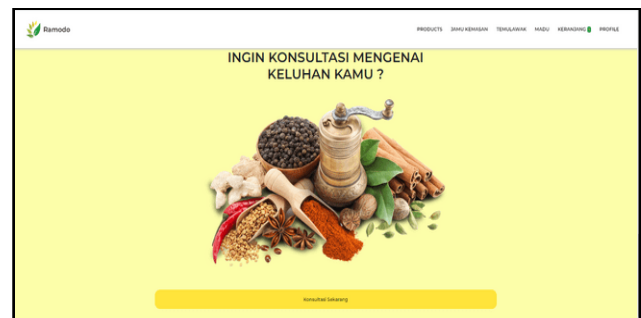 Ramodo
PRODUCTS JAMU KEMASAN TEMULAWAK MADU KERANJANG PROFILE
INGIN KONSULTASI MENGENAI
KELUHAN KAMU ?
Konsultasi Sekarang